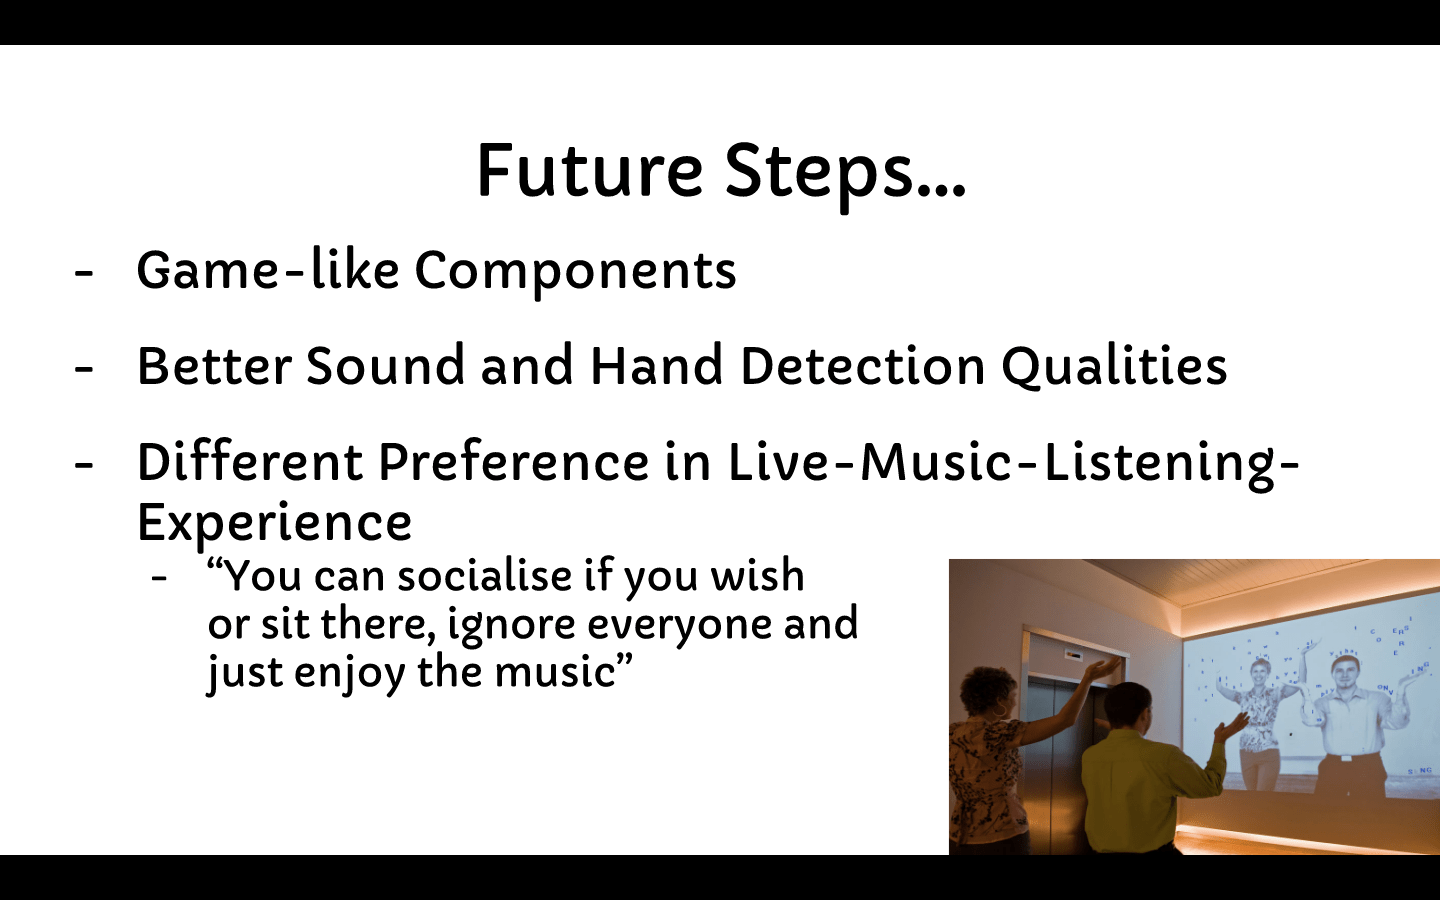 Future Steps...
- Game-like Components
- Better Sound and Hand Detection Qualities
- Different Preference in Live-Music-Listening-
Experience
- “You can socialise if you wish
or sit there, ignore everyone and
just enjoy the music”